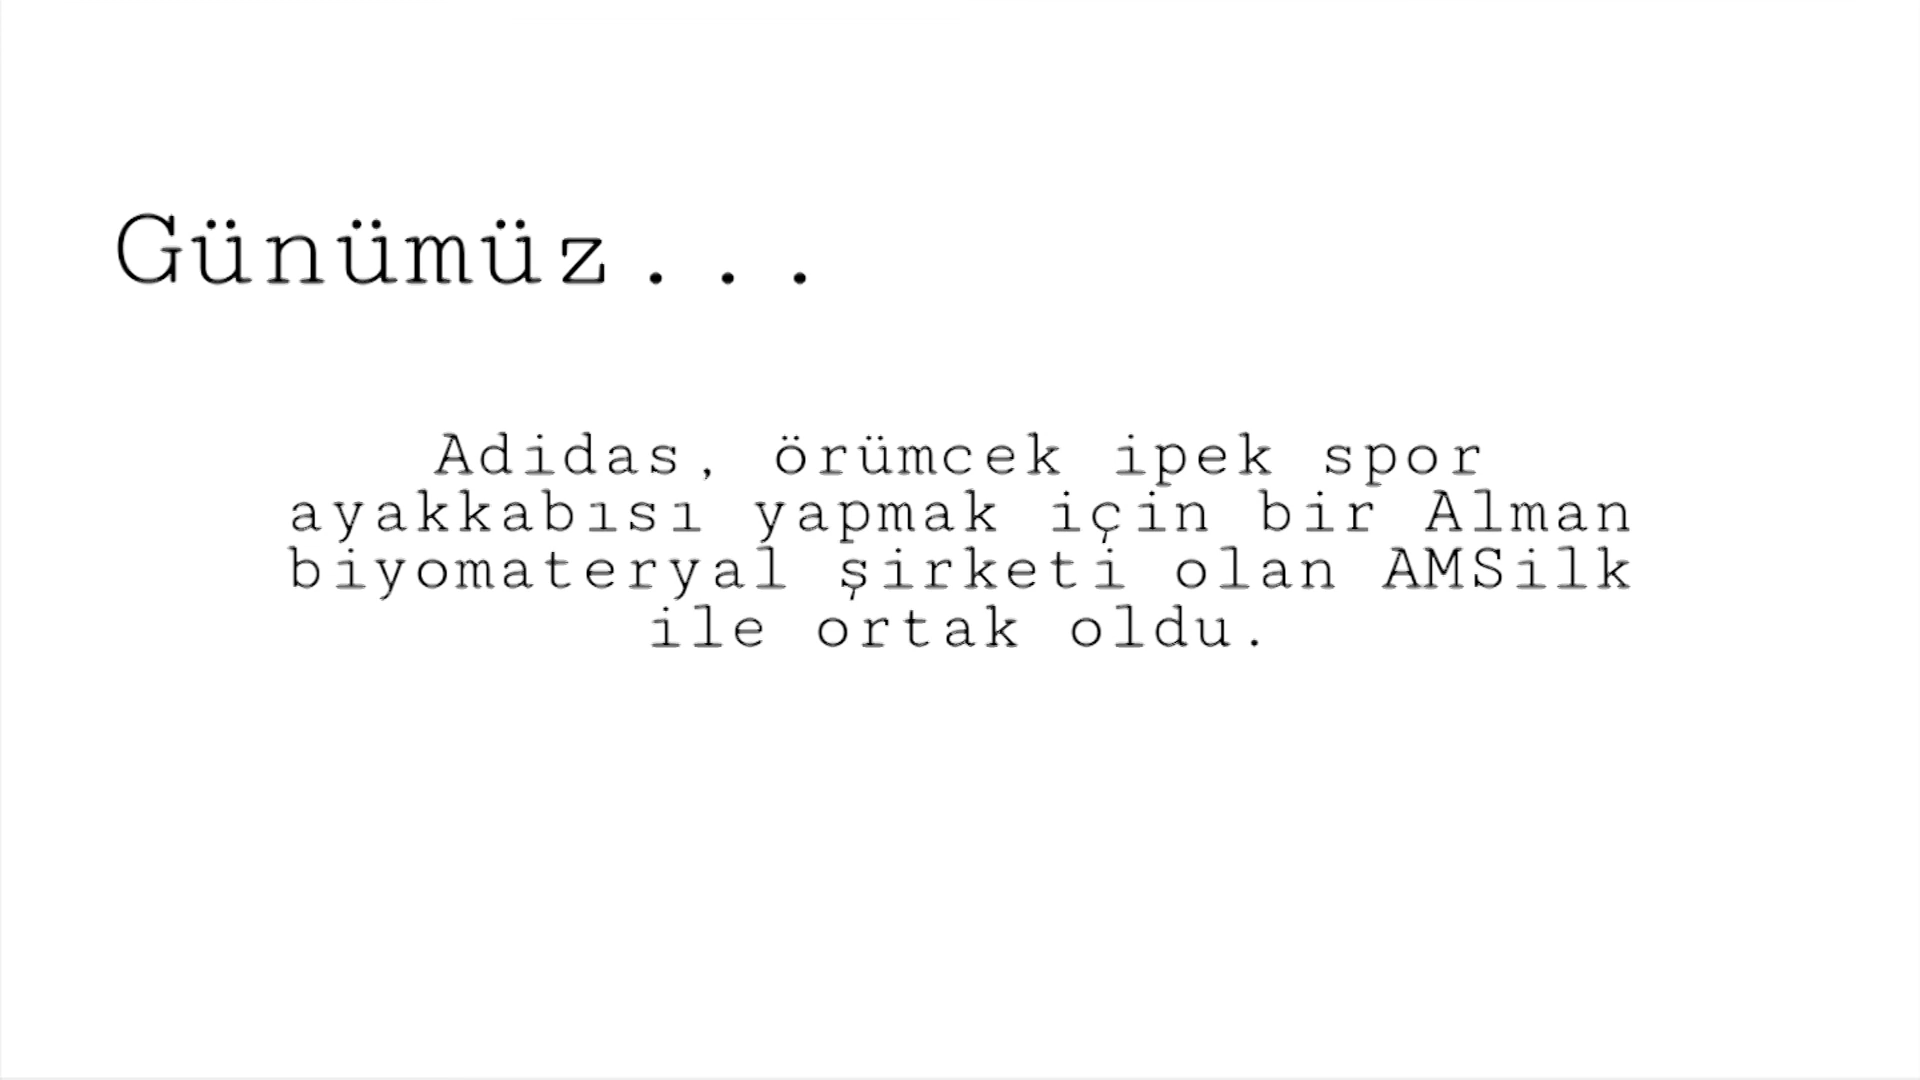 Günümüz...
Adidas, örümcek ipek spor
ayakkabısı yapmak için bir Alman
biyomateryal şirketi olan AMSilk
ile ortak oldu.